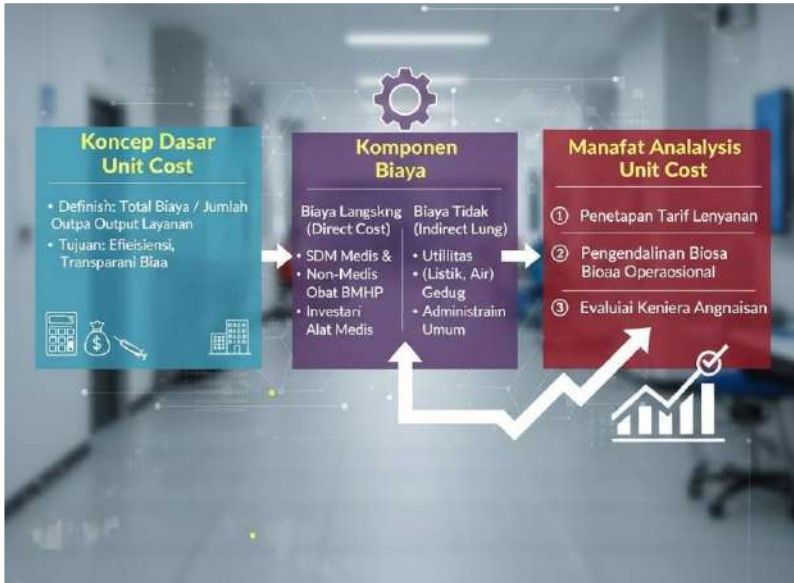 Koncep Dasar
Unit Cost
• Definish: Total Biaya / Jumlah
Outpa Output Layanan
• Tujuan: Efieisiensi,
Transparani Biaa
$
Komponen
Biaya
Biaya Langskng
(Direct Cost)
• SDM Medis &
• Non-Medis
Obat BMHP
• Investari
Alat Medis
Biaya Tidak
(Indirect Lung)
• Utilitas
• (Listik, Air)
Gedug
• Administraim
Umum
Manafat Analalysis
Unit Cost
1 Penetapan Tarif Lenyanan
2 Pengendalinan Biosa
Bioaa Operaosional
3 Evaluiai Keniera Angnaisan